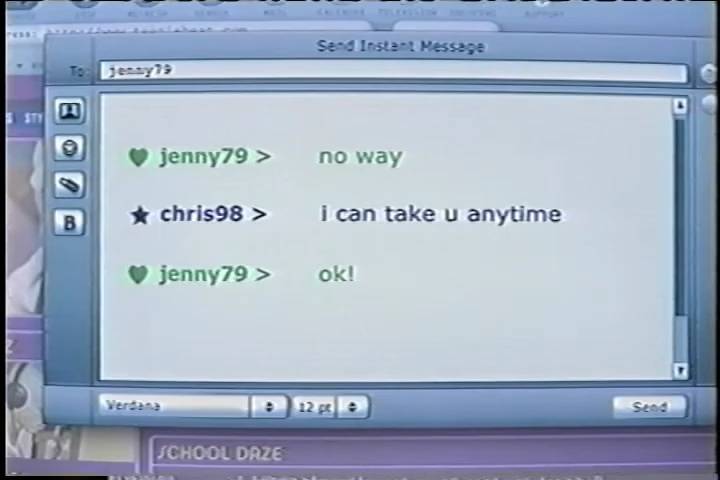 Send Instant Message
To: jenny79
jenny79 > no way
chris98 > i can take u anytime
jenny79 > ok!
B
Verdana 12 pt Send
SCHOOL DAZE